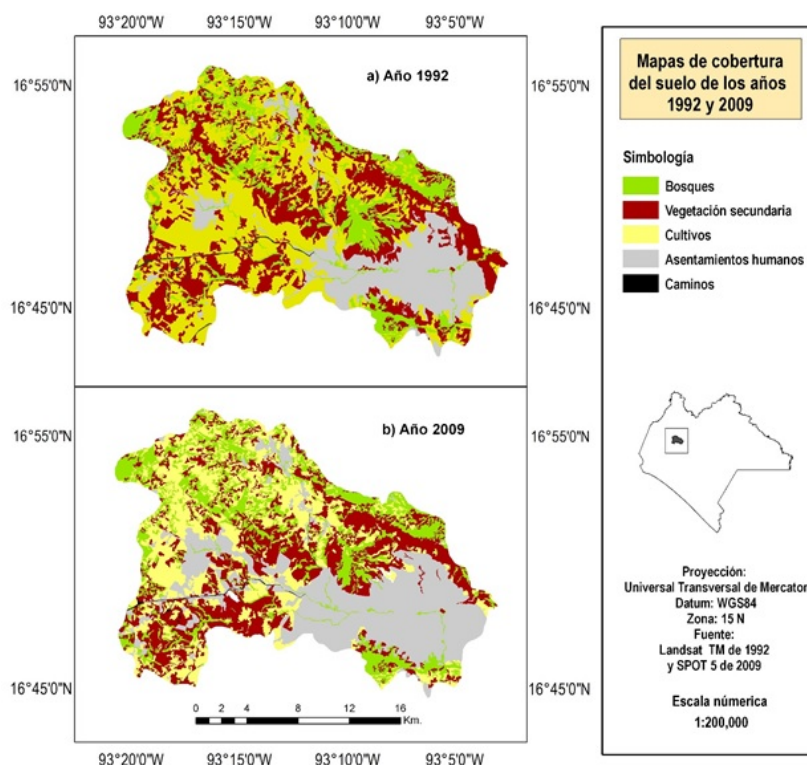 93°20'0"W 93°15'0"W 93°10'0"W 93°50'0"W
16°55'0"N
16°55'0"N
a) Año 1992
16°45'0"N
16°45'0"N
16°55'0"N
16°55'0"N
b) Año 2009
16°45'0"N
16°45'0"N
0 2 4 8 12 16
Km.
93°20'0"W 93°15'0"W 93°10'0"W 93°50'0"W
Mapas de cobertura
del suelo de los años
1992 y 2009
Simbología
Bosques
Vegetación secundaria
Cultivos
Asentamientos humanos
Caminos
Proyección:
Universal Transversal de Mercator
Datum: WGS84
Zona: 15 N
Fuente:
Landsat TM de 1992
y SPOT 5 de 2009
Escala númerica
1:200,000